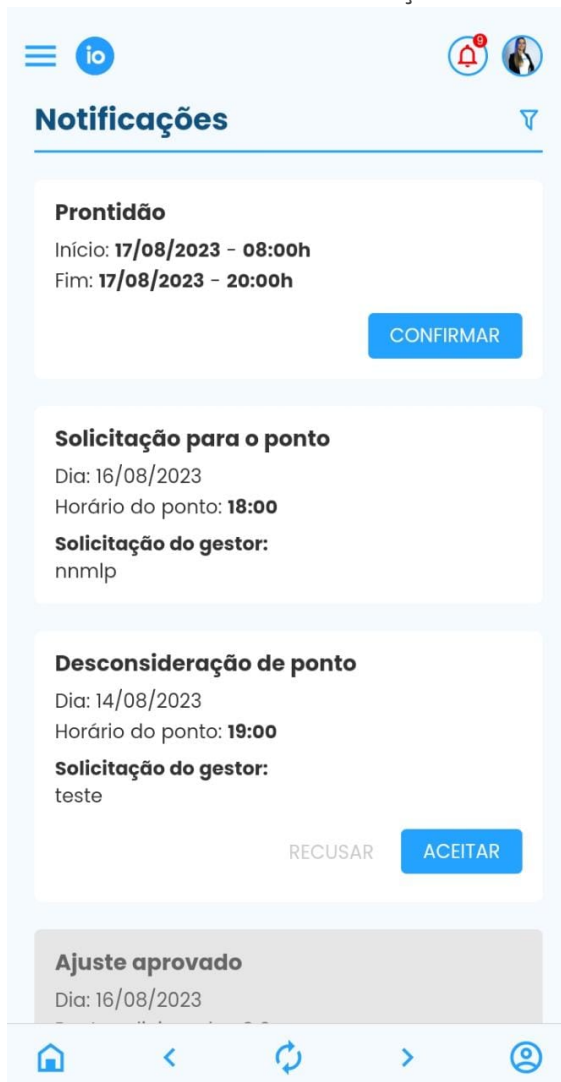 io
9
Notificações
Prontidão
Início: 17/08/2023 - 08:00h
Fim: 17/08/2023 - 20:00h
CONFIRMAR
Solicitação para o ponto
Dia: 16/08/2023
Horário do ponto: 18:00
Solicitação do gestor:
nnmlp
Desconsideração de ponto
Dia: 14/08/2023
Horário do ponto: 19:00
Solicitação do gestor:
teste
RECUSAR ACEITAR
Ajuste aprovado
Dia: 16/08/2023